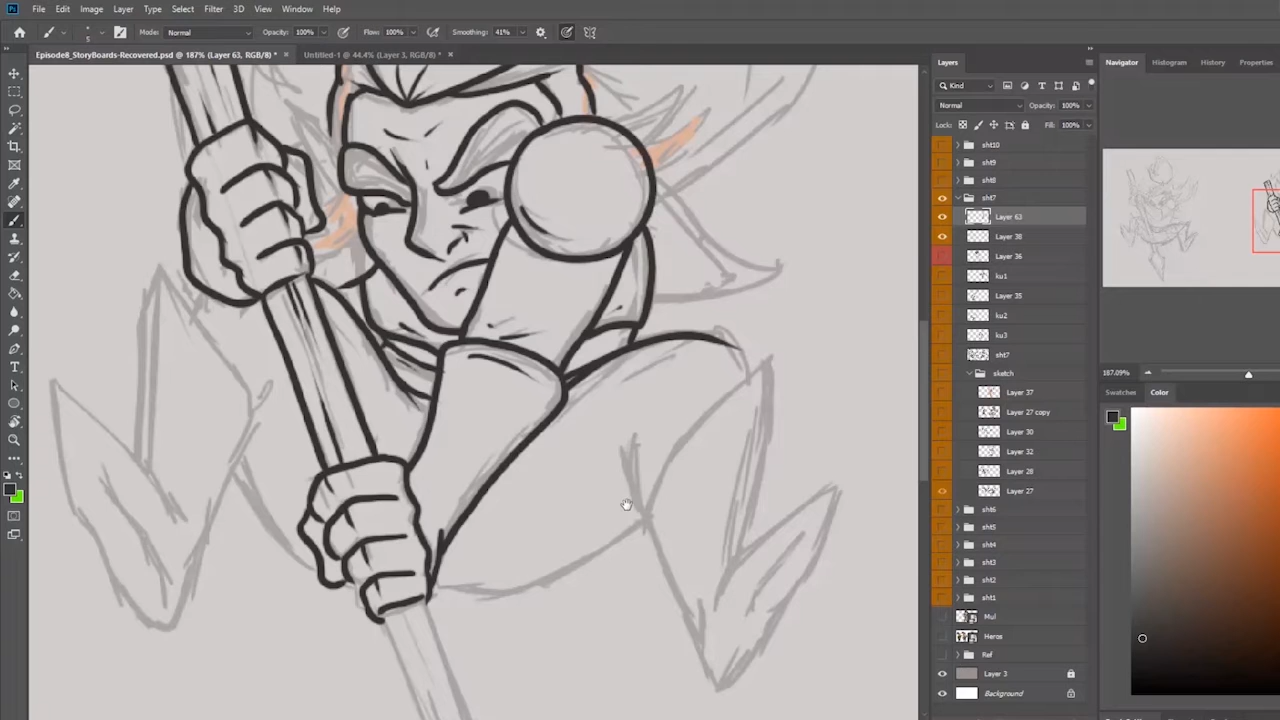 Ps File Edit Image Layer Type Select Filter 3D View Window Help
5 Mode: Normal Opacity: 100% Flow: 100% Smoothing: 41%
Episode8_StoryBoards-Recovered.psd @ 187% (Layer 63, RGB/8) * × Untitled-1 @ 44.4% (Layer 3, RGB/8) * ×
Layers
Kind
Normal Opacity: 100%
Lock: Fill: 100%
sht10
sht9
sht8
sht7
Layer 63
Layer 38
Layer 36
ku1
Layer 35
ku2
ku3
sht7
sketch
Layer 37
Layer 27 copy
Layer 30
Layer 32
Layer 28
Layer 27
sht6
sht5
sht4
sht3
sht2
sht1
Mul
Heros
Ref
Layer 3
Background
Navigator Histogram History Properties
187.09%
Swatches Color